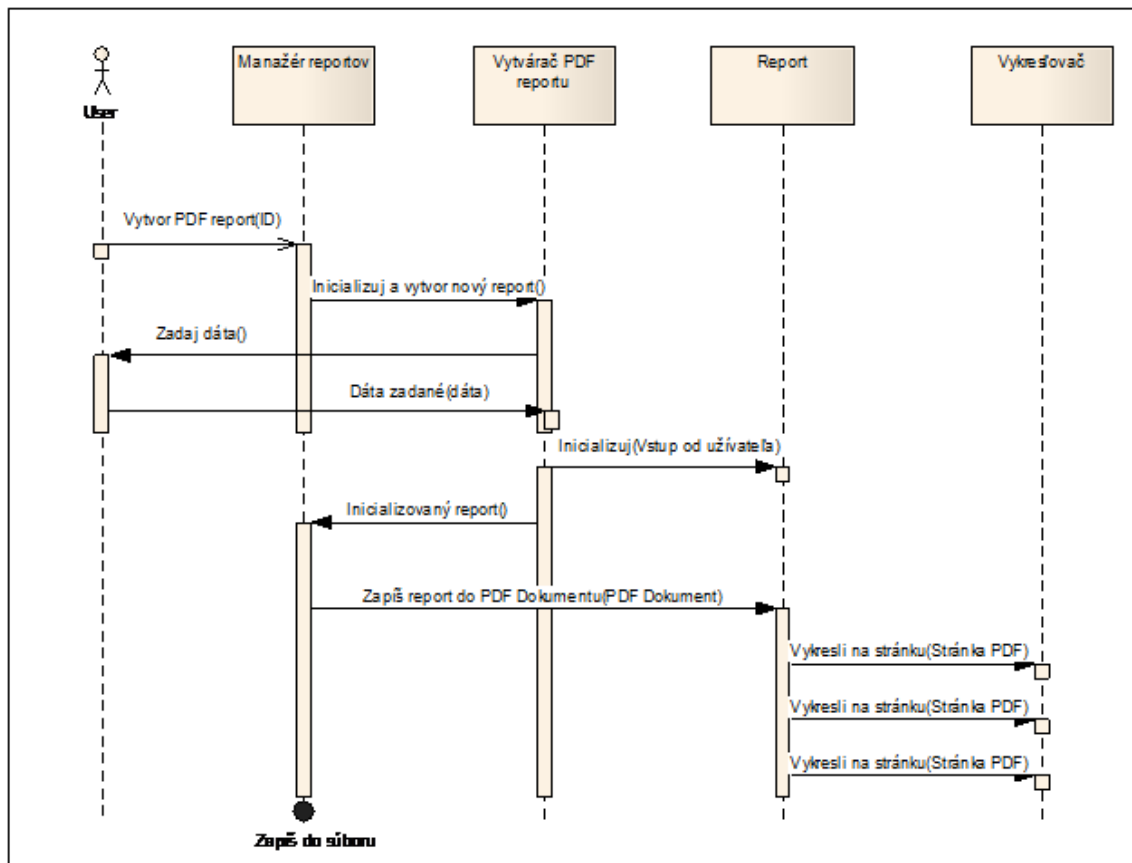 Manažér reportov
Vytvárač PDF
reportu
Report
Vykresľovač
User
Vytvor PDF report(ID)
Inicializuj a vytvor nový report()
Zadaj dáta()
Dáta zadané(dáta)
Inicializuj(Vstup od užívateľa)
Inicializovaný report()
Zapíš report do PDF Dokumentu(PDF Dokument)
Vykresli na stránku(Stránka PDF)
Vykresli na stránku(Stránka PDF)
Vykresli na stránku(Stránka PDF)
Zapíš do súboru